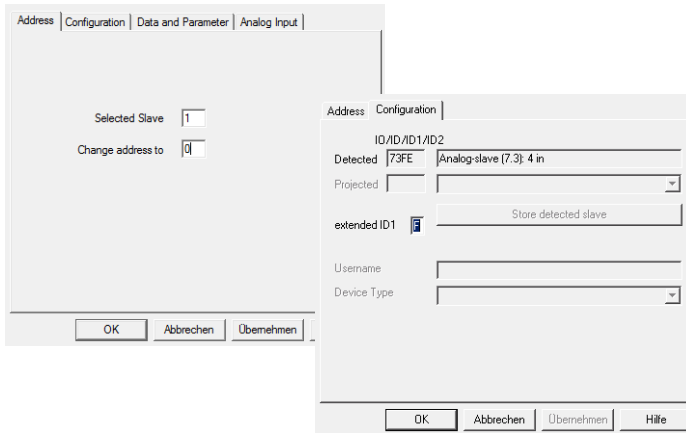 Address Configuration Data and Parameter Analog Input
Selected Slave 1
Change address to 0
OK Abbrechen Übernehmen
Address Configuration
IO/ID/ID1/ID2
Detected 73FE Analog-slave (7.3): 4 in
Projected
extended ID1 F Store detected slave
Username
Device Type
OK Abbrechen Übernehmen Hilfe